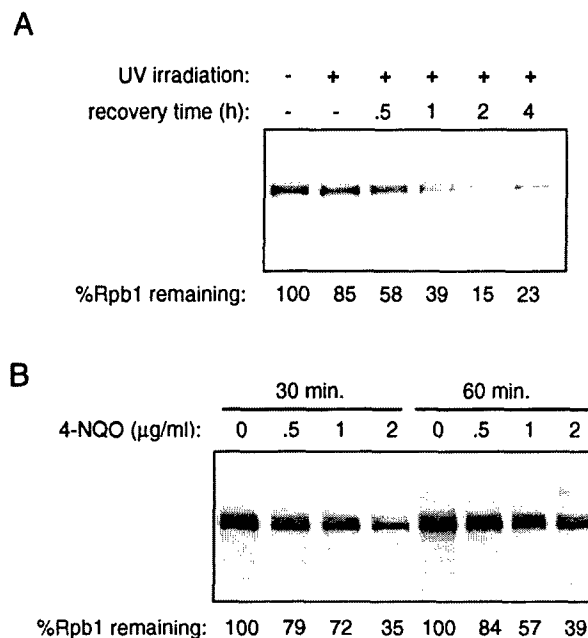 A
UV irradiation: - + + + + +
recovery time (h): - - .5 1 2 4
%Rpb1 remaining: 100 85 58 39 15 23
B
30 min. 60 min.
4-NQO (µg/ml): 0 .5 1 2 0 .5 1 2
%Rpb1 remaining: 100 79 72 35 100 84 57 39